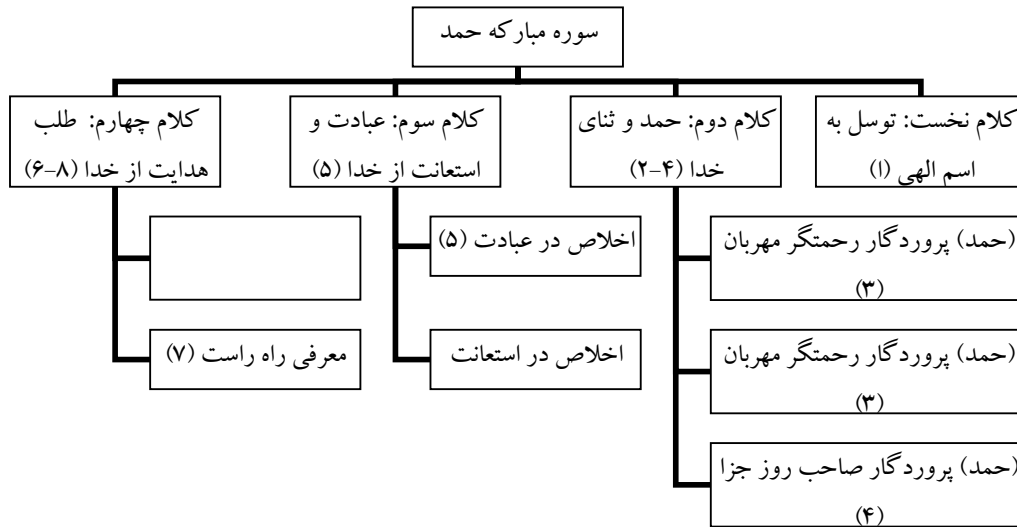 سوره مبارکه حمد
کلام نخست: توسل به
اسم الهی (۱)
کلام دوم: حمد و ثنای
خدا (۴-۲)
کلام سوم: عبادت و
استعانت از خدا (۵)
کلام چهارم: طلب
هدایت از خدا (۸-۶)
(حمد) پروردگار رحمتگر مهربان
(۳)
(حمد) پروردگار رحمتگر مهربان
(۳)
(حمد) پروردگار صاحب روز جزا
(۴)
اخلاص در عبادت (۵)
اخلاص در استعانت
معرفی راه راست (۷)